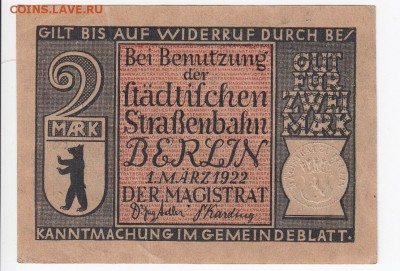 COINS.LAVE.RU
GILT BIS AUF WIDERRUF DURCH BE⸗
2
MARK
Bei Benutzung
der
städtischen
Straßenbahn
BERLIN
1. MÄRZ 1922
DER MAGISTRAT
GUT
FÜR
ZWEI
MARK
KANNTMACHUNG IM GEMEINDEBLATT.